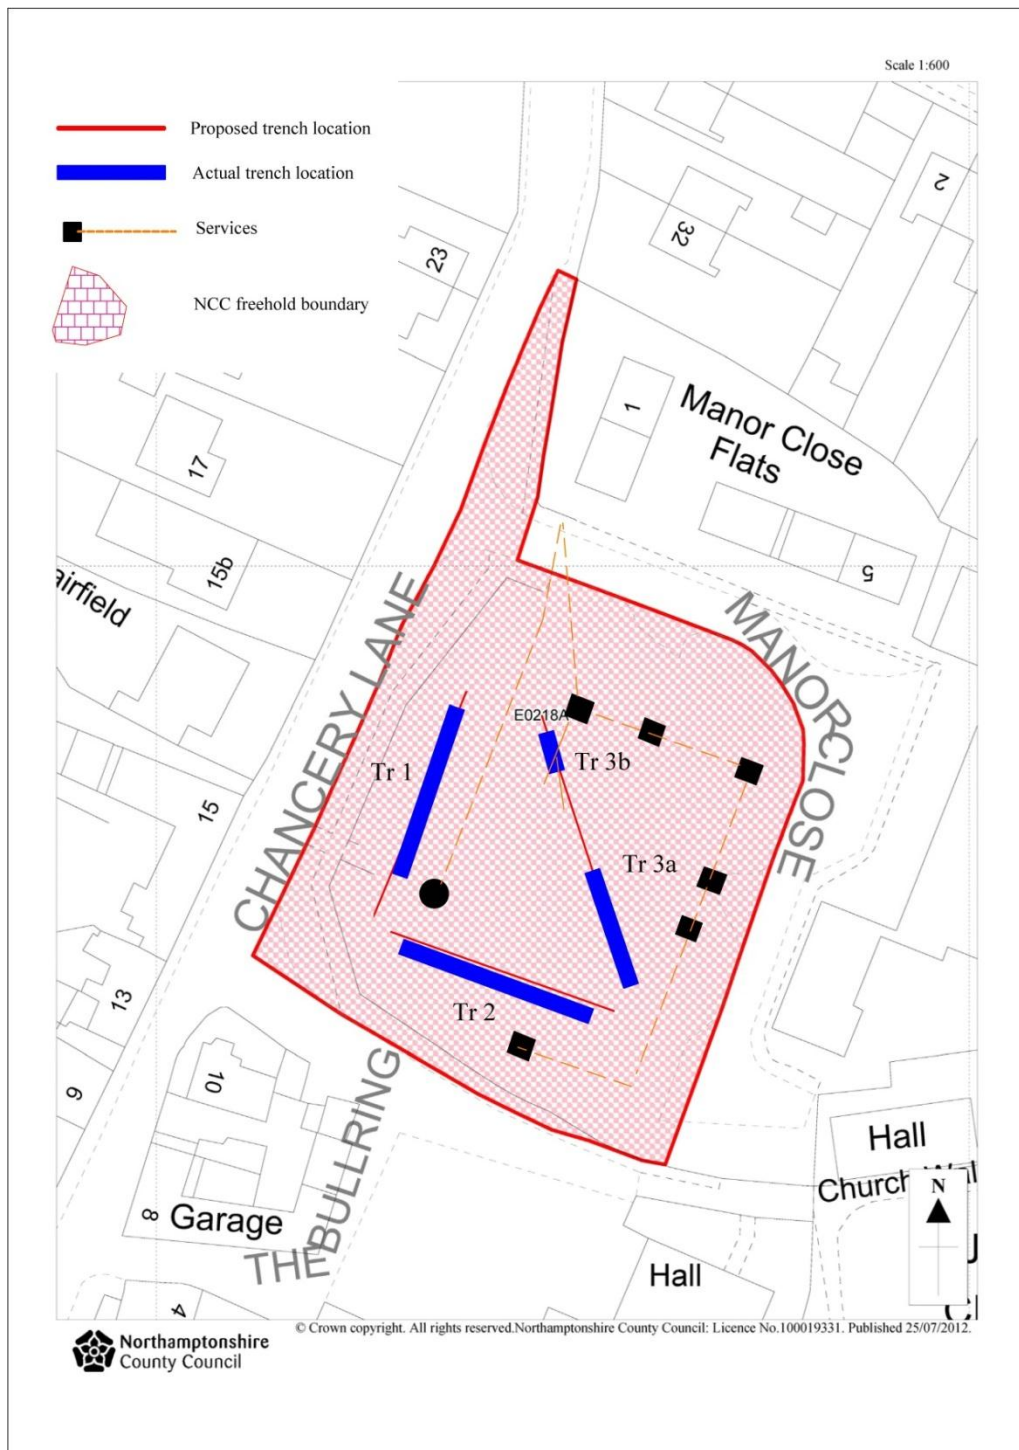 Scale 1:600
Proposed trench location
Actual trench location
Services
NCC freehold boundary
2
32
23
1
Manor Close
Flats
17
15b
5
airfield
MANOR CLOSE
CHANCERY LANE
E0218A
Tr 1
Tr 3b
Tr 3a
15
Tr 2
13
6
10
THE BULLRING
Hall
Church Wal
N
8
Garage
Hall
4
© Crown copyright. All rights reserved.Northamptonshire County Council: Licence No.100019331. Published 25/07/2012.
Northamptonshire
County Council